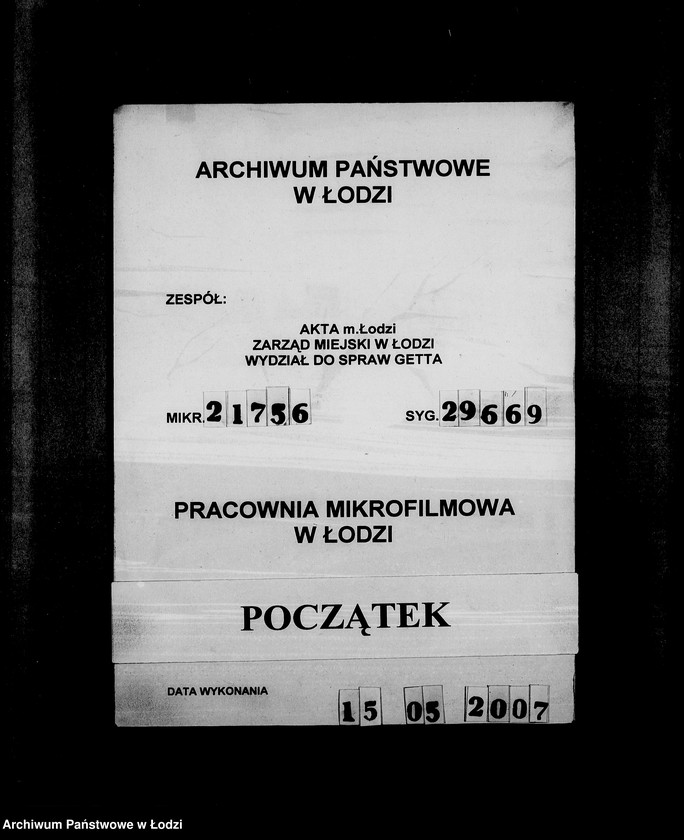 ARCHIWUM PAŃSTWOWE
W ŁODZI
ZESPÓŁ:
AKTA m.Łodzi
ZARZĄD MIEJSKI W ŁODZI
WYDZIAŁ DO SPRAW GETTA
MIKR. 21756 SYG. 29669
PRACOWNIA MIKROFILMOWA
W ŁODZI
POCZĄTEK
DATA WYKONANIA 15 05 2007
Archiwum Państwowe w Łodzi